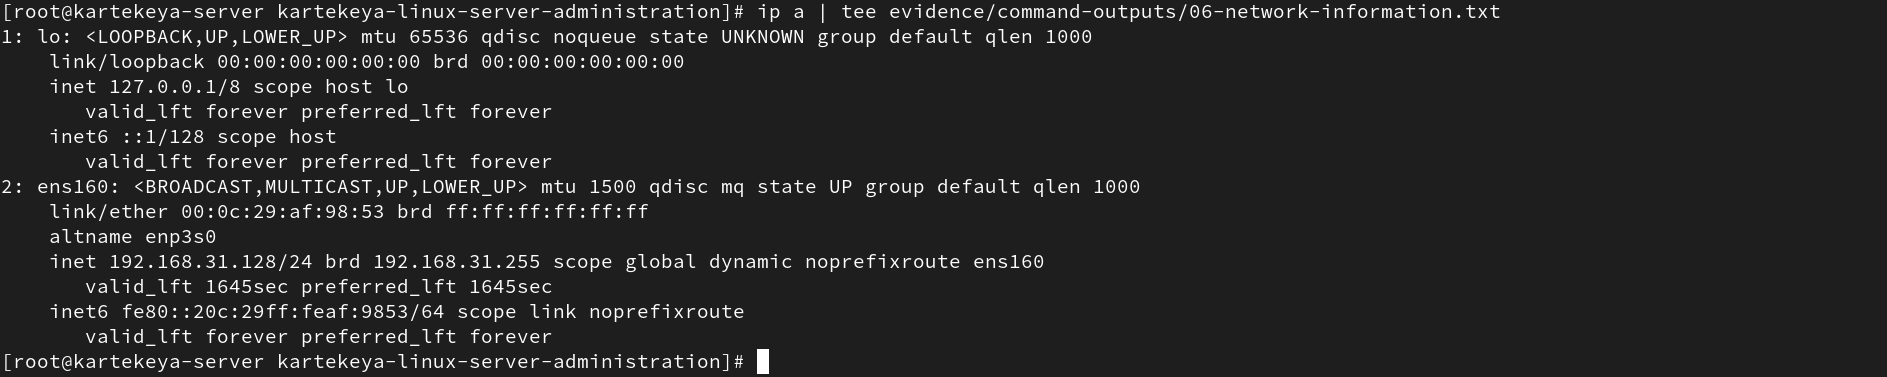 [root@kartekeya-server kartekeya-linux-server-administration]# ip a | tee evidence/command-outputs/06-network-information.txt
1: lo: <LOOPBACK,UP,LOWER_UP> mtu 65536 qdisc noqueue state UNKNOWN group default qlen 1000
    link/loopback 00:00:00:00:00:00 brd 00:00:00:00:00:00
    inet 127.0.0.1/8 scope host lo
       valid_lft forever preferred_lft forever
    inet6 ::1/128 scope host
       valid_lft forever preferred_lft forever
2: ens160: <BROADCAST,MULTICAST,UP,LOWER_UP> mtu 1500 qdisc mq state UP group default qlen 1000
    link/ether 00:0c:29:af:98:53 brd ff:ff:ff:ff:ff:ff
    altname enp3s0
    inet 192.168.31.128/24 brd 192.168.31.255 scope global dynamic noprefixroute ens160
       valid_lft 1645sec preferred_lft 1645sec
    inet6 fe80::20c:29ff:feaf:9853/64 scope link noprefixroute
       valid_lft forever preferred_lft forever
[root@kartekeya-server kartekeya-linux-server-administration]#